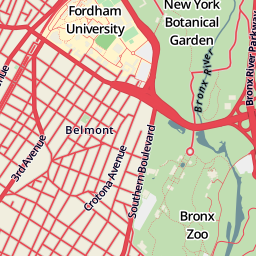 Fordham
University
New York
Botanical
Garden
Bronx River
Bronx River Parkway
Belmont
3rd Avenue
Crotona Avenue
Southern Boulevard
Bronx
Zoo